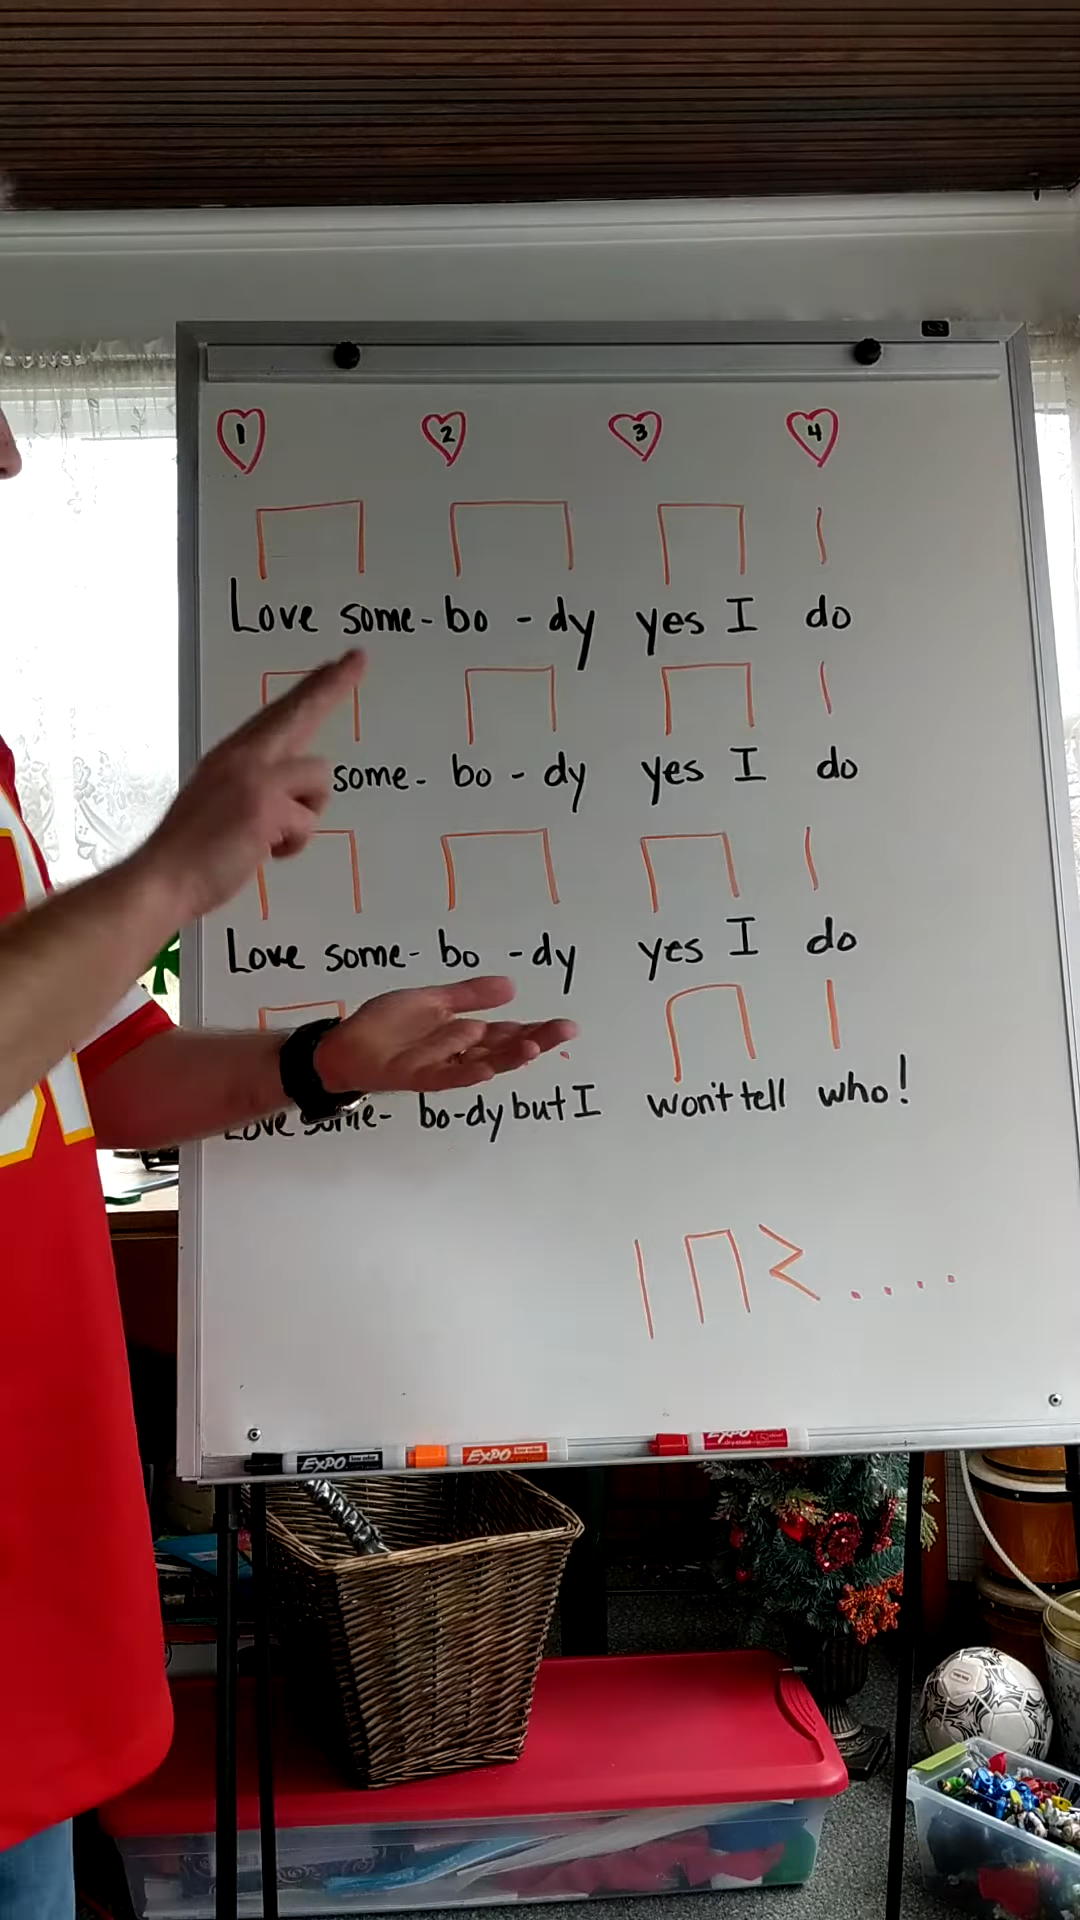 1 2 3 4
Love some-bo-dy yes I do
some-bo-dy yes I do
Love some-bo-dy yes I do
Love some-bo-dy but I won't tell who!
EXPO EXPO EXPO